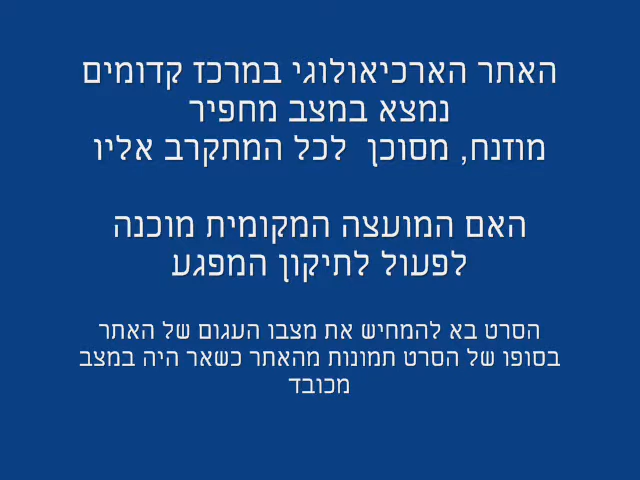 האתר הארכיאולוגי במרכז קדומים
נמצא במצב מחפיר
מוזנח, מסוכן לכל המתקרב אליו
האם המועצה המקומית מוכנה
לפעול לתיקון המפגע
הסרט בא להמחיש את מצבו העגום של האתר
בסופו של הסרט תמונות מהאתר כשאר היה במצב
מכובד